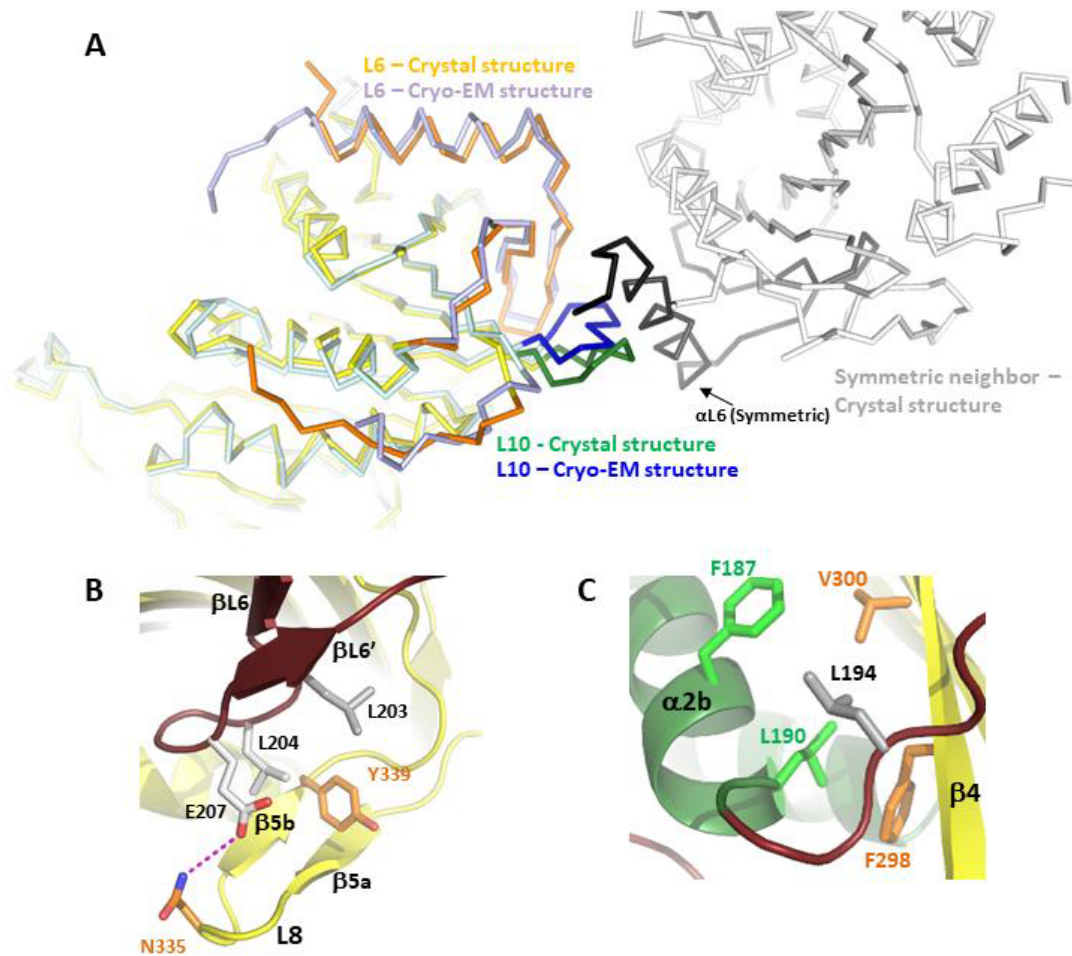 A
L6 – Crystal structure
L6 – Cryo-EM structure
Symmetric neighbor –
Crystal structure
αL6 (Symmetric)
L10 - Crystal structure
L10 – Cryo-EM structure
B
βL6
βL6’
L203
L204
Y339
E207
β5b
β5a
L8
N335
C
F187
V300
α2b
L194
L190
β4
F298